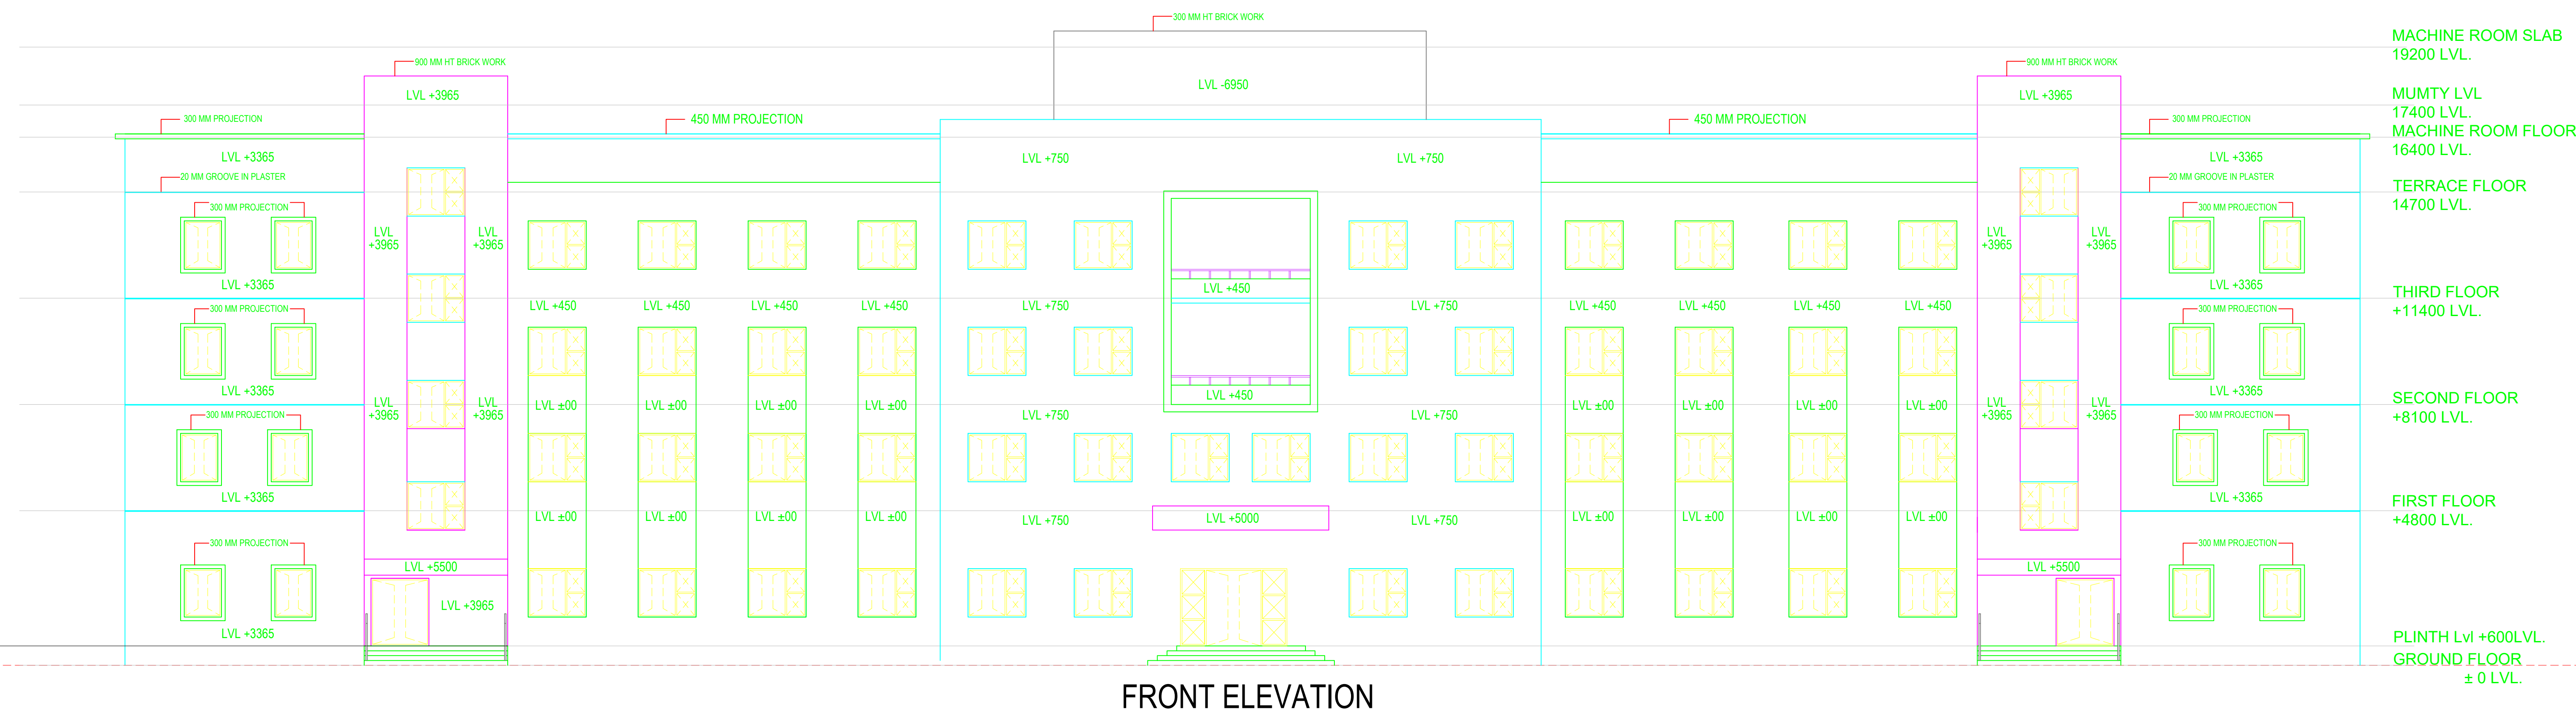 300 MM HT BRICK WORK
MACHINE ROOM SLAB
19200 LVL.
900 MM HT BRICK WORK
900 MM HT BRICK WORK
LVL -6950
LVL +3965
LVL +3965
MUMTY LVL
17400 LVL.
300 MM PROJECTION
450 MM PROJECTION
450 MM PROJECTION
300 MM PROJECTION
MACHINE ROOM FLOOR
16400 LVL.
LVL +3365
LVL +750
LVL +750
LVL +3365
20 MM GROOVE IN PLASTER
20 MM GROOVE IN PLASTER
TERRACE FLOOR
14700 LVL.
300 MM PROJECTION
300 MM PROJECTION
LVL
+3965
LVL
+3965
LVL
+3965
LVL
+3965
LVL +3365
LVL +450
LVL +3365
THIRD FLOOR
+11400 LVL.
300 MM PROJECTION
LVL +450
LVL +450
LVL +450
LVL +450
LVL +750
LVL +750
LVL +450
LVL +450
LVL +450
LVL +450
300 MM PROJECTION
LVL +3365
LVL +450
LVL +3365
SECOND FLOOR
+8100 LVL.
LVL
+3965
LVL
+3965
LVL ±00
LVL ±00
LVL ±00
LVL ±00
LVL ±00
LVL ±00
LVL ±00
LVL ±00
LVL
+3965
LVL
+3965
300 MM PROJECTION
LVL +750
LVL +750
300 MM PROJECTION
LVL +3365
LVL +3365
FIRST FLOOR
+4800 LVL.
LVL ±00
LVL ±00
LVL ±00
LVL ±00
LVL +750
LVL +5000
LVL +750
LVL ±00
LVL ±00
LVL ±00
LVL ±00
300 MM PROJECTION
300 MM PROJECTION
LVL +5500
LVL +5500
LVL +3965
LVL +3365
LVL +3365
PLINTH Lvl +600LVL.
GROUND FLOOR
± 0 LVL.
FRONT ELEVATION